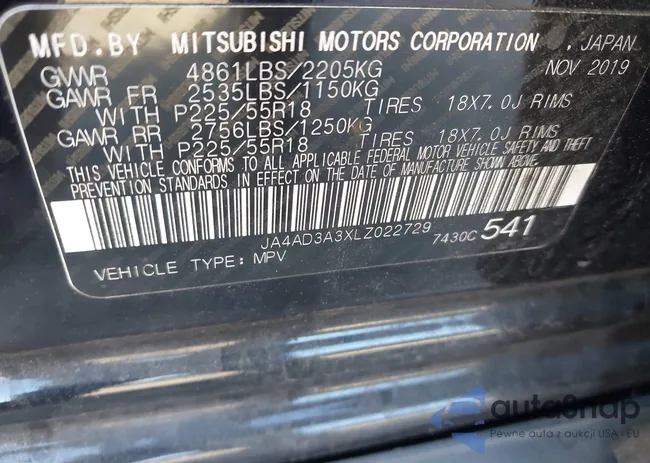 MFD.BY MITSUBISHI MOTORS CORPORATION, JAPAN
GVWR 4861LBS/2205KG NOV 2019
GAWR FR 2535LBS/1150KG
WITH P225/55R18 TIRES 18X7.0J RIMS
GAWR RR 2756LBS/1250KG
WITH P225/55R18 TIRES 18X7.0J RIMS
THIS VEHICLE CONFORMS TO ALL APPLICABLE FEDERAL MOTOR VEHICLE SAFETY AND THEFT
PREVENTION STANDARDS IN EFFECT ON THE DATE OF MANUFACTURE SHOWN ABOVE.
JA4AD3A3XLZ022729 7430C 541
VEHICLE TYPE: MPV
autoSnap
Pewne auta z aukcji USA - EU